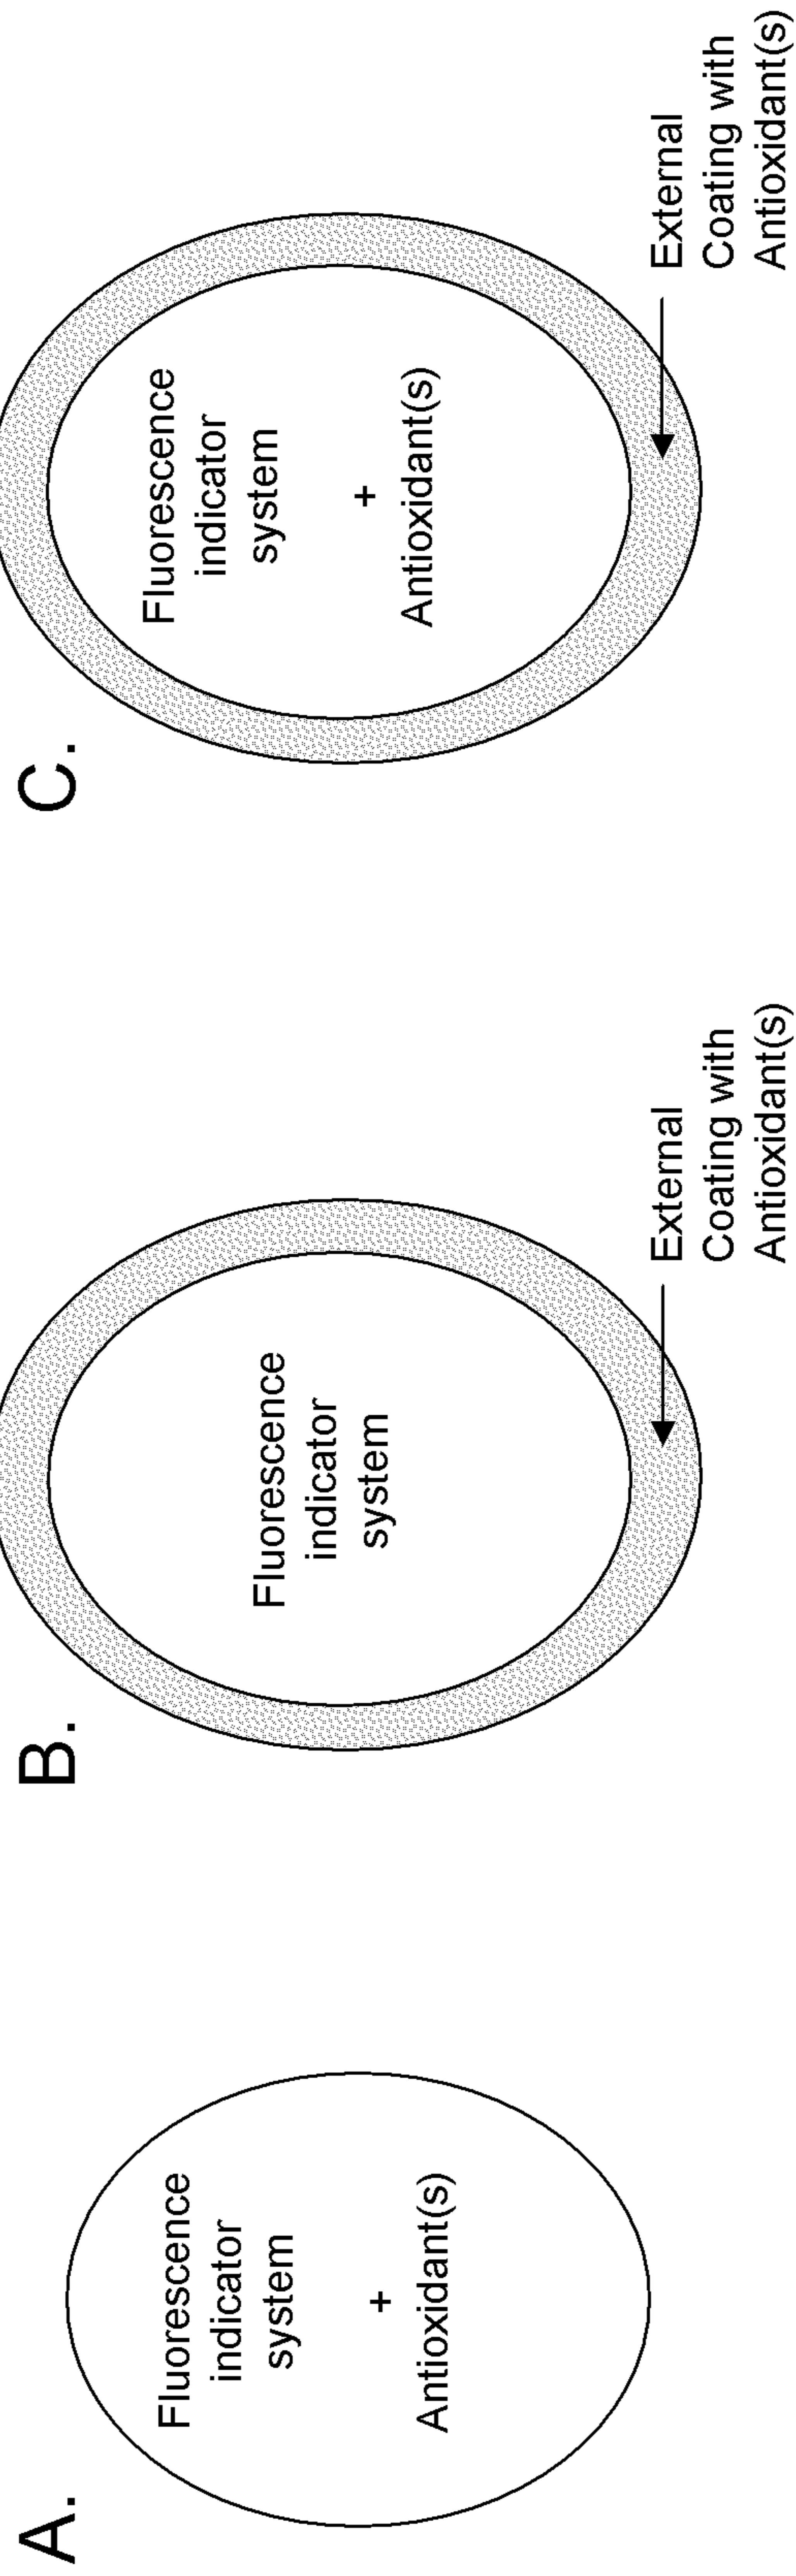 A.
Fluorescence
indicator
system
+
Antioxidant(s)
B.
Fluorescence
indicator
system
External
Coating with
Antioxidant(s)
C.
Fluorescence
indicator
system
+
Antioxidant(s)
External
Coating with
Antioxidant(s)